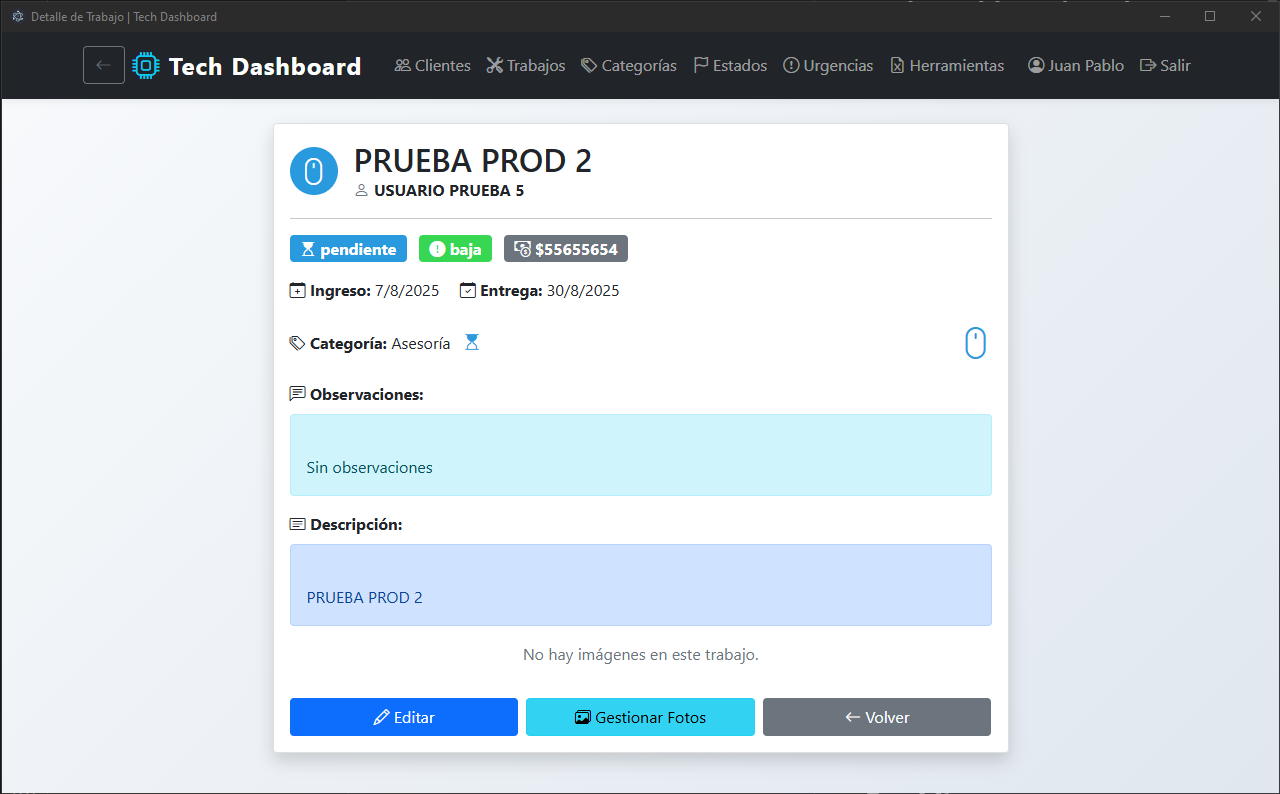 Detalle de Trabajo | Tech Dashboard
Tech Dashboard Clientes Trabajos Categorías Estados Urgencias Herramientas Juan Pablo Salir
PRUEBA PROD 2
USUARIO PRUEBA 5
pendiente baja $55655654
Ingreso: 7/8/2025 Entrega: 30/8/2025
Categoría: Asesoría
Observaciones:
Sin observaciones
Descripción:
PRUEBA PROD 2
No hay imágenes en este trabajo.
Editar Gestionar Fotos Volver